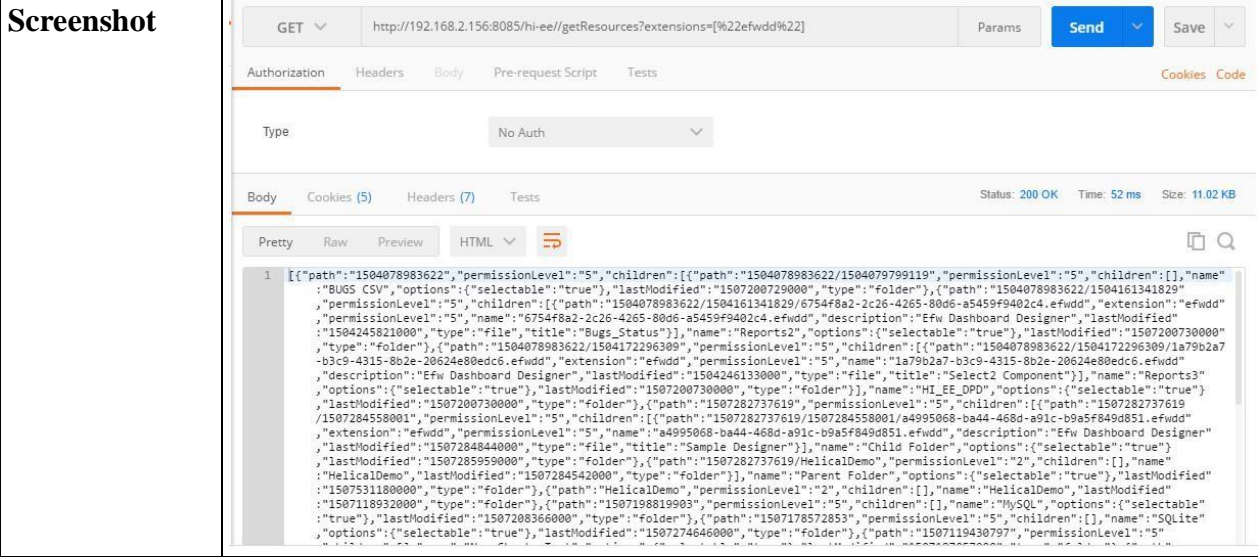 Screenshot
GET http://192.168.2.156:8085/hi-ee//getResources?extensions=[%22efwdd%22] Params Send Save
Authorization Headers Body Pre-request Script Tests Cookies Code
Type No Auth
Body Cookies (5) Headers (7) Tests Status: 200 OK Time: 52 ms Size: 11.02 KB
Pretty Raw Preview HTML
1 [{"path":"1504078983622","permissionLevel":"5","children":[{"path":"1504078983622/1504079799119","permissionLevel":"5","children":[],"name"
:"BUGS CSV","options":{"selectable":"true"},"lastModified":"1507200729000","type":"folder"},{"path":"1504078983622/1504161341829"
,"permissionLevel":"5","children":[{"path":"1504078983622/1504161341829/6754f8a2-2c26-4265-80d6-a5459f9402c4.efwdd","extension":"efwdd"
,"permissionLevel":"5","name":"6754f8a2-2c26-4265-80d6-a5459f9402c4.efwdd","description":"Efw Dashboard Designer","lastModified"
:"1504245821000","type":"file","title":"Bugs_Status"}],"name":"Reports2","options":{"selectable":"true"},"lastModified":"1507200730000"
,"type":"folder"},{"path":"1504078983622/1504172296309","permissionLevel":"5","children":[{"path":"1504078983622/1504172296309/1a79b2a7
-b3c9-4315-8b2e-20624e80edc6.efwdd","extension":"efwdd","permissionLevel":"5","name":"1a79b2a7-b3c9-4315-8b2e-20624e80edc6.efwdd"
,"description":"Efw Dashboard Designer","lastModified":"1504246133000","type":"file","title":"Select2 Component"}],"name":"Reports3"
,"options":{"selectable":"true"},"lastModified":"1507200730000","type":"folder"}],"name":"HI_EE_DPD","options":{"selectable":"true"}
,"lastModified":"1507200730000","type":"folder"},{"path":"1507282737619","permissionLevel":"5","children":[{"path":"1507282737619
/1507284558001","permissionLevel":"5","children":[{"path":"1507282737619/1507284558001/a4995068-ba44-468d-a91c-b9a5f849d851.efwdd"
,"extension":"efwdd","permissionLevel":"5","name":"a4995068-ba44-468d-a91c-b9a5f849d851.efwdd","description":"Efw Dashboard Designer"
,"lastModified":"1507284844000","type":"file","title":"Sample Designer"}],"name":"Child Folder","options":{"selectable":"true"}
,"lastModified":"1507285959000","type":"folder"},{"path":"1507282737619/HelicalDemo","permissionLevel":"2","children":[],"name"
:"HelicalDemo","lastModified":"1507284542000","type":"folder"}],"name":"Parent Folder","options":{"selectable":"true"},"lastModified"
:"1507531180000","type":"folder"},{"path":"HelicalDemo","permissionLevel":"2","children":[],"name":"HelicalDemo","lastModified"
:"1507118932000","type":"folder"},{"path":"1507198819903","permissionLevel":"5","children":[],"name":"MySQL","options":{"selectable"
:"true"},"lastModified":"1507208366000","type":"folder"},{"path":"1507178572853","permissionLevel":"5","children":[],"name":"SQLite"
,"options":{"selectable":"true"},"lastModified":"1507274646000","type":"folder"},{"path":"1507119430797","permissionLevel":"5"